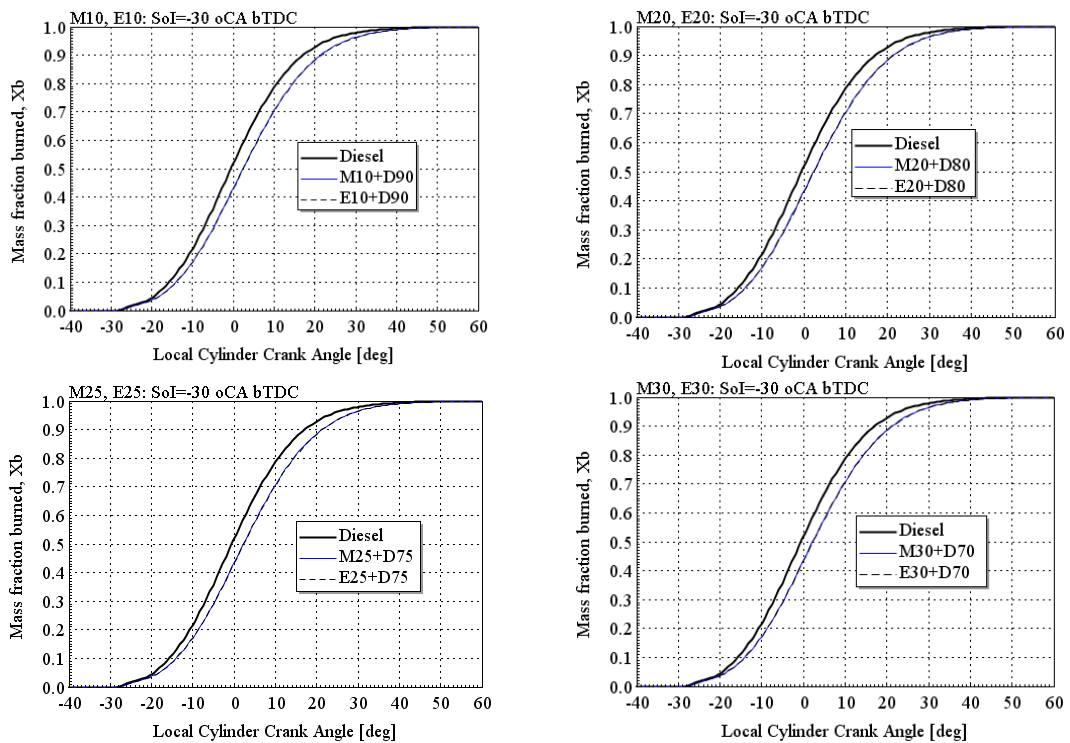 M10, E10: SoI=-30 oCA bTDC
Mass fraction burned, Xb
1.0
0.9
0.8
0.7
0.6
0.5
0.4
0.3
0.2
0.1
0.0
Diesel
M10+D90
E10+D90
-40 -30 -20 -10 0 10 20 30 40 50 60
Local Cylinder Crank Angle [deg]
M20, E20: SoI=-30 oCA bTDC
Mass fraction burned, Xb
1.0
0.9
0.8
0.7
0.6
0.5
0.4
0.3
0.2
0.1
0.0
Diesel
M20+D80
E20+D80
-40 -30 -20 -10 0 10 20 30 40 50 60
Local Cylinder Crank Angle [deg]
M25, E25: SoI=-30 oCA bTDC
Mass fraction burned, Xb
1.0
0.9
0.8
0.7
0.6
0.5
0.4
0.3
0.2
0.1
0.0
Diesel
M25+D75
E25+D75
-40 -30 -20 -10 0 10 20 30 40 50 60
Local Cylinder Crank Angle [deg]
M30, E30: SoI=-30 oCA bTDC
Mass fraction burned, Xb
1.0
0.9
0.8
0.7
0.6
0.5
0.4
0.3
0.2
0.1
0.0
Diesel
M30+D70
E30+D70
-40 -30 -20 -10 0 10 20 30 40 50 60
Local Cylinder Crank Angle [deg]